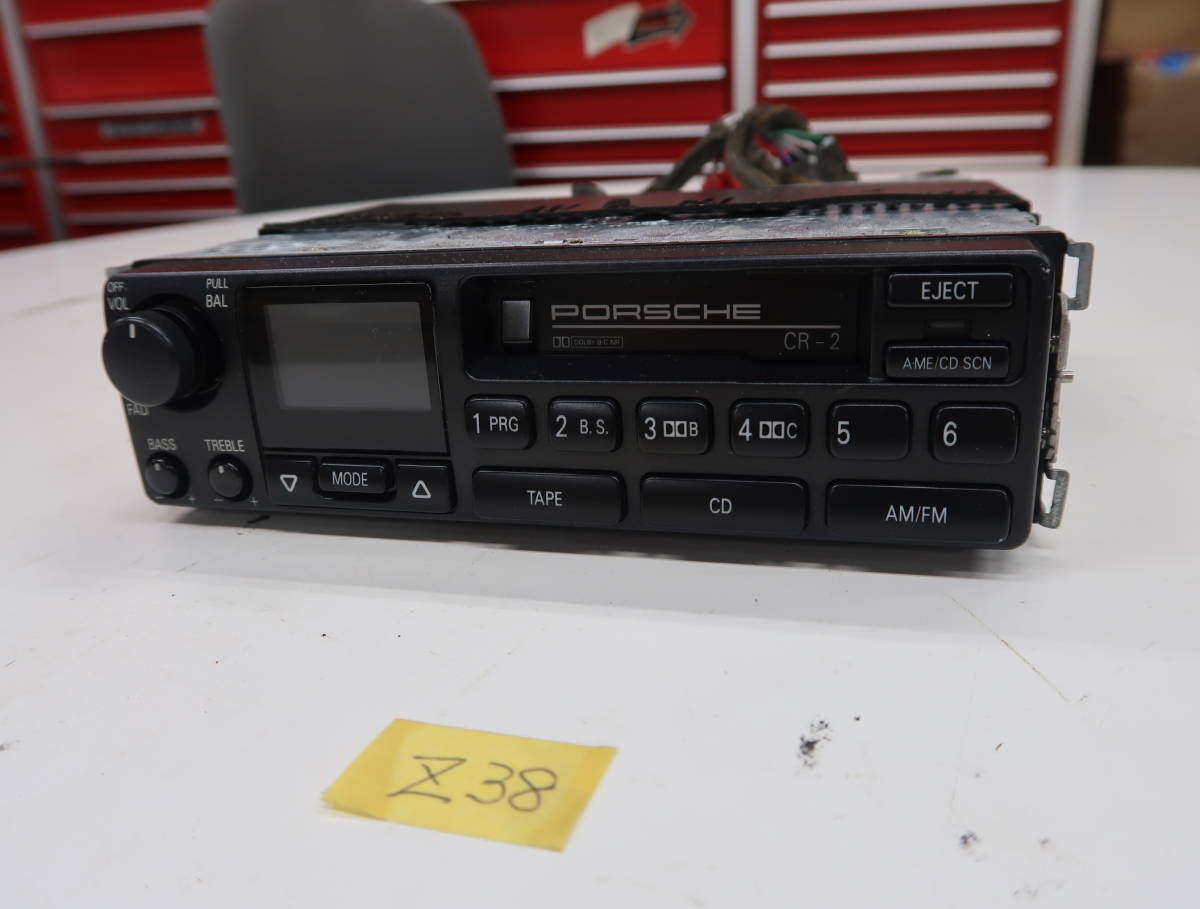 OFF
VOL
PULL
BAL
FAD
BASS
TREBLE
- +
- +
MODE
PORSCHE
DOLBY B·C NR
CR-2
EJECT
A·ME/CD SCN
1 PRG
2 B.S.
3 B
4 C
5
6
TAPE
CD
AM/FM
Z38